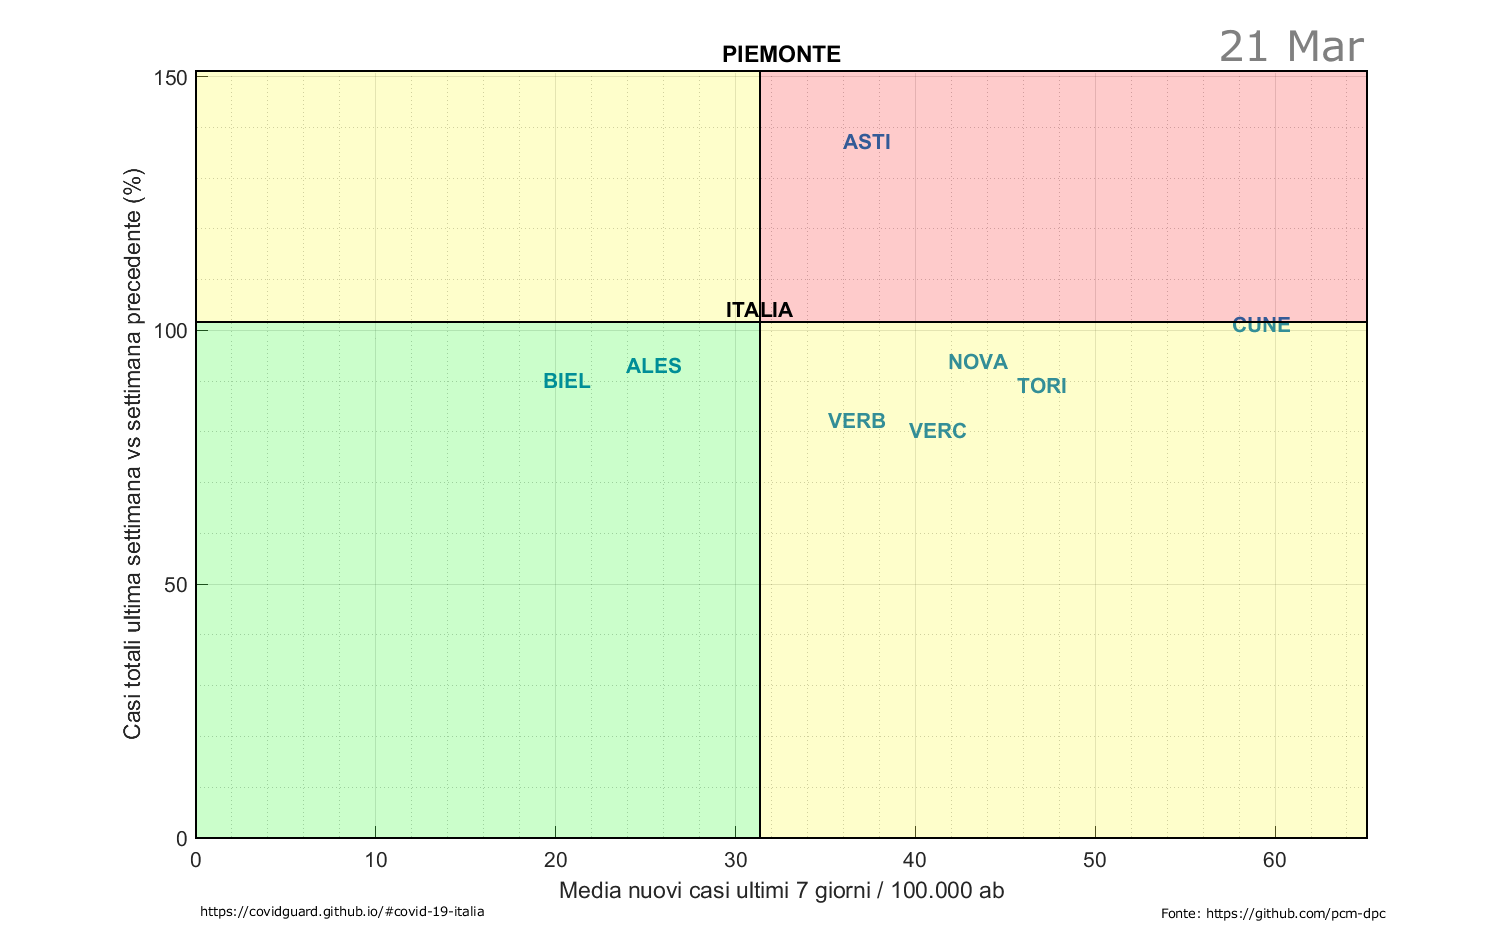 21 Mar
PIEMONTE
150
ASTI
ITALIA
100
CUNE
NOVA
ALES
BIEL
TORI
VERB
VERC
50
0
0 10 20 30 40 50 60
Casi totali ultima settimana vs settimana precedente (%)
Media nuovi casi ultimi 7 giorni / 100.000 ab
https://covidguard.github.io/#covid-19-italia
Fonte: https://github.com/pcm-dpc